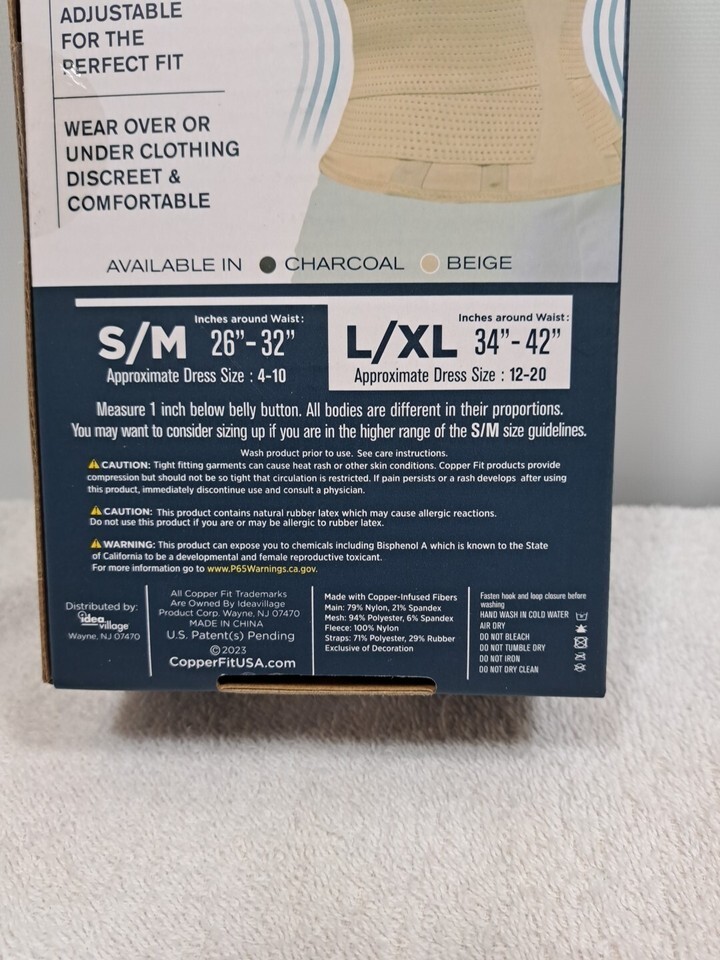 ADJUSTABLE
FOR THE
PERFECT FIT
WEAR OVER OR
UNDER CLOTHING
DISCREET &
COMFORTABLE
AVAILABLE IN CHARCOAL BEIGE
Inches around Waist:
S/M 26"-32"
Approximate Dress Size : 4-10
Inches around Waist:
L/XL 34"-42"
Approximate Dress Size : 12-20
Measure 1 inch below belly button. All bodies are different in their proportions.
You may want to consider sizing up if you are in the higher range of the S/M size guidelines.
Wash product prior to use. See care instructions.
CAUTION: Tight fitting garments can cause heat rash or other skin conditions. Copper Fit products provide
compression but should not be so tight that circulation is restricted. If pain persists or a rash develops after using
this product, immediately discontinue use and consult a physician.
CAUTION: This product contains natural rubber latex which may cause allergic reactions.
Do not use this product if you are or may be allergic to rubber latex.
WARNING: This product can expose you to chemicals including Bisphenol A which is known to the State
of California to be a developmental and female reproductive toxicant.
For more information go to www.P65Warnings.ca.gov.
Distributed by:
idea
village
Wayne, NJ 07470
All Copper Fit Trademarks
Are Owned By Ideavillage
Product Corp. Wayne, NJ 07470
MADE IN CHINA
U.S. Patent(s) Pending
©2023
CopperFitUSA.com
Made with Copper-Infused Fibers
Main: 79% Nylon, 21% Spandex
Mesh: 94% Polyester, 6% Spandex
Fleece: 100% Nylon
Straps: 71% Polyester, 29% Rubber
Exclusive of Decoration
Fasten hook and loop closure before
washing
HAND WASH IN COLD WATER
AIR DRY
DO NOT BLEACH
DO NOT TUMBLE DRY
DO NOT IRON
DO NOT DRY CLEAN